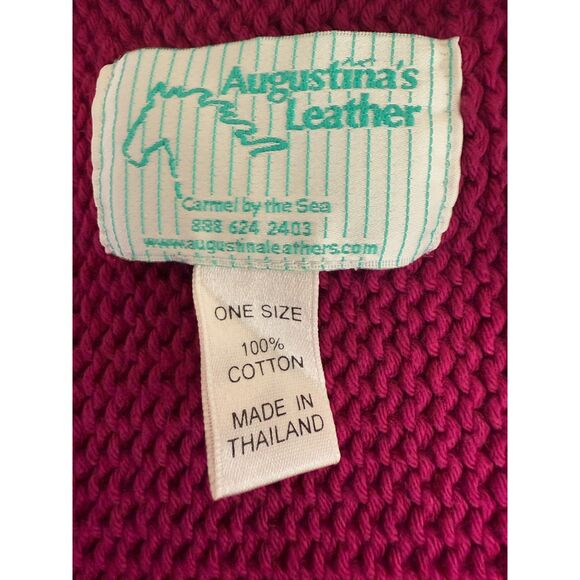 Augustina's
Leather
Carmel by the Sea
888 624 2403
www.augustinaleathers.com
ONE SIZE
100%
COTTON
MADE IN
THAILAND